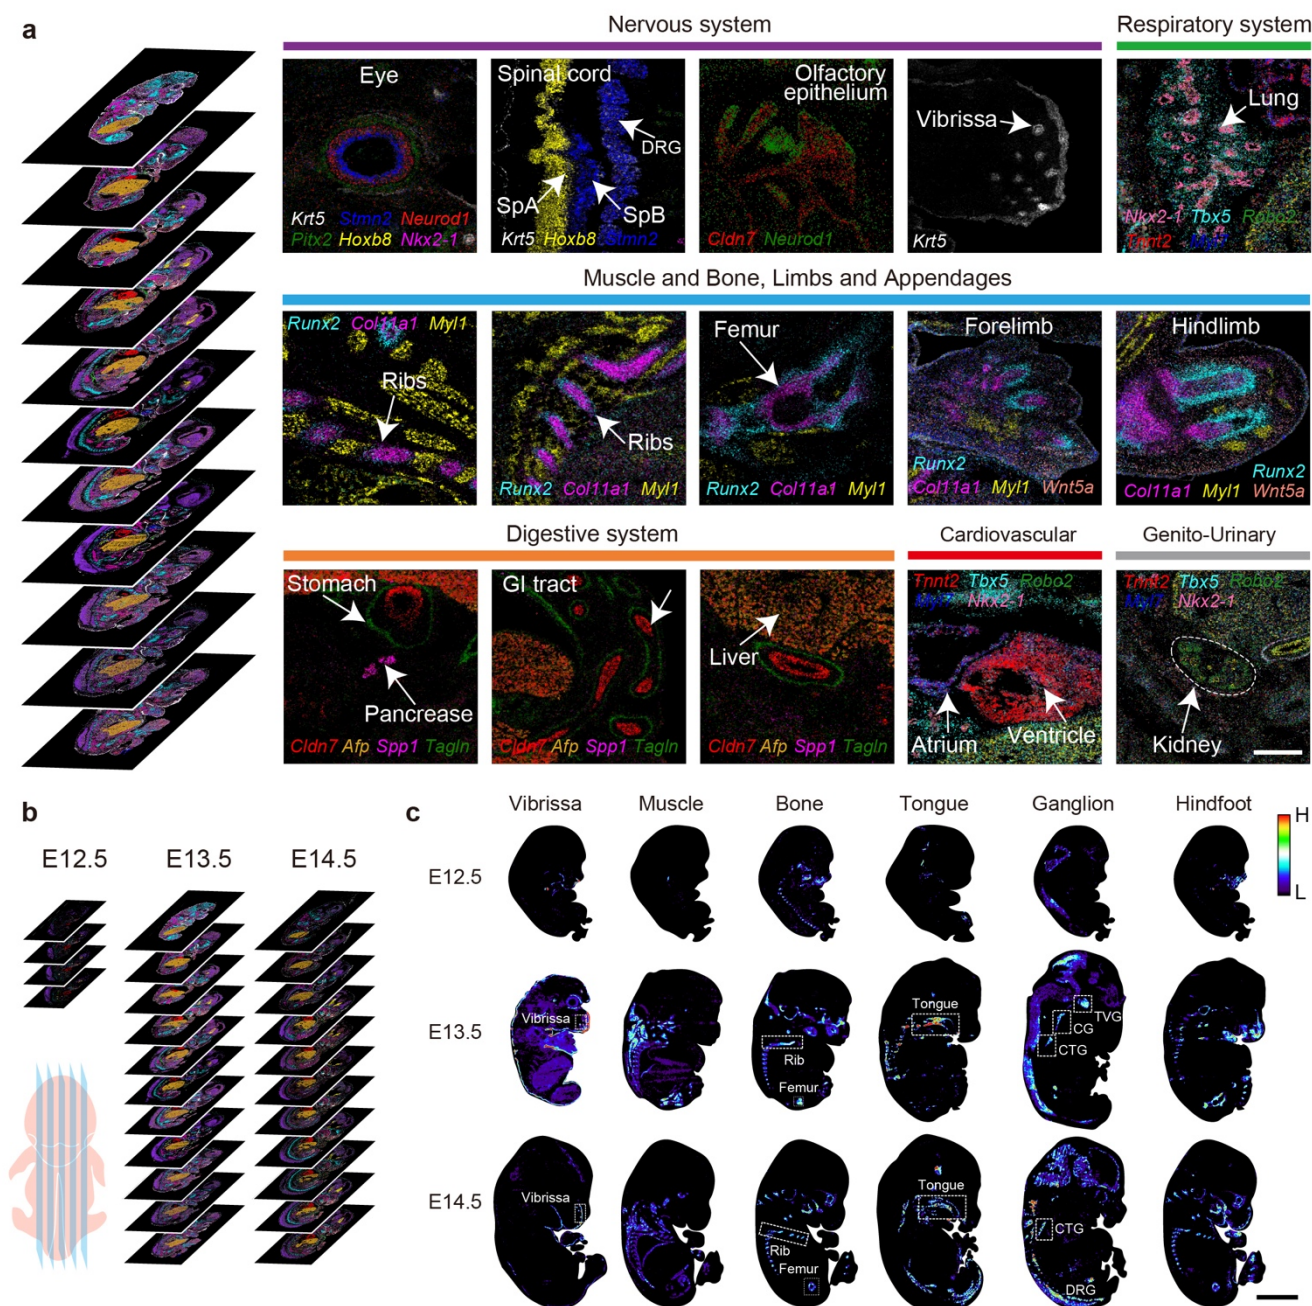 a
Nervous system
Respiratory system
Eye
Krt5 Stmn2 Neurod1
Pitx2 Hoxb8 Nkx2-1
Spinal cord
DRG
SpA
SpB
Krt5 Hoxb8 Stmn2
Olfactory
epithelium
Cldn7 Neurod1
Vibrissa
Krt5
Lung
Nkx2-1 Tbx5 Robo2
Tnnt2 Myl7
Muscle and Bone, Limbs and Appendages
Runx2 Col11a1 Myl1
Ribs
Ribs
Runx2 Col11a1 Myl1
Femur
Runx2 Col11a1 Myl1
Forelimb
Runx2
Col11a1 Myl1 Wnt5a
Hindlimb
Runx2
Col11a1 Myl1 Wnt5a
Digestive system
Cardiovascular
Genito-Urinary
Stomach
Pancrease
Cldn7 Afp Spp1 Tagln
GI tract
Cldn7 Afp Spp1 Tagln
Liver
Cldn7 Afp Spp1 Tagln
Tnnt2 Tbx5 Robo2
Myl7 Nkx2-1
Atrium
Ventricle
Tnnt2 Tbx5 Robo2
Myl7 Nkx2-1
Kidney
b
E12.5 E13.5 E14.5
c
Vibrissa Muscle Bone Tongue Ganglion Hindfoot
H
L
E12.5
E13.5
Vibrissa
Rib
Femur
Tongue
TVG
CG
CTG
E14.5
Vibrissa
Rib
Femur
Tongue
CTG
DRG